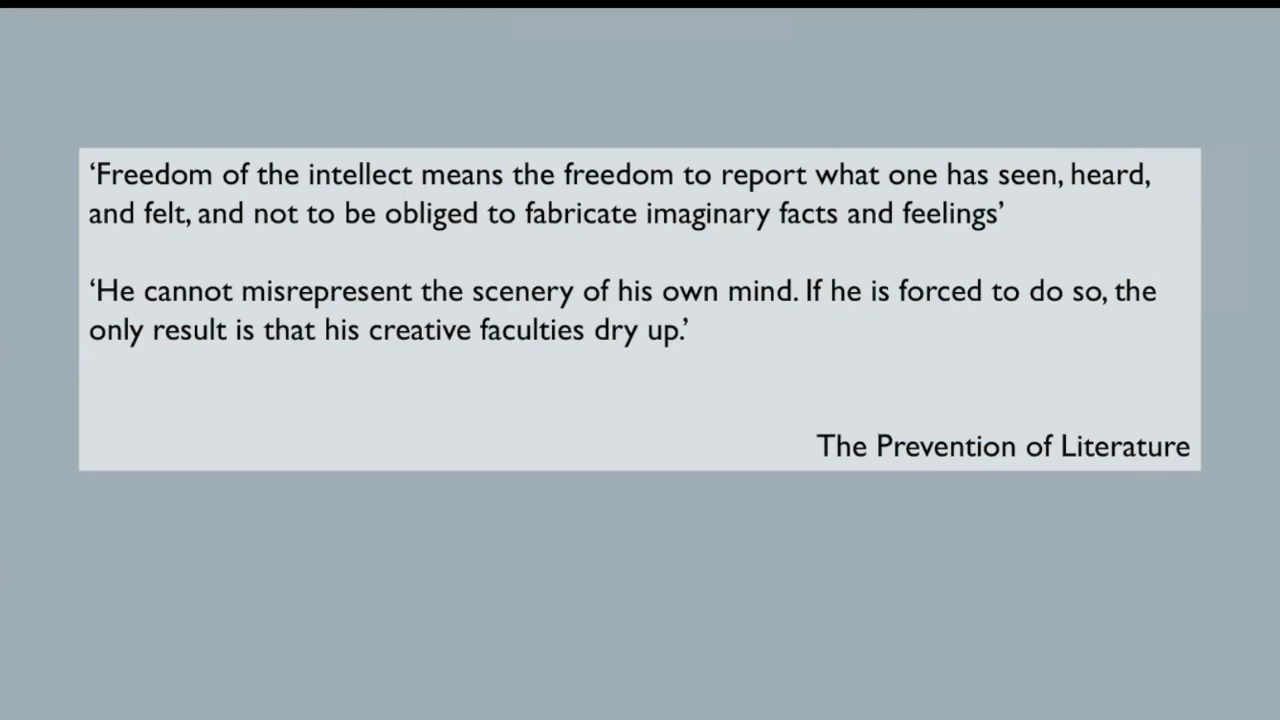 ‘Freedom of the intellect means the freedom to report what one has seen, heard,
and felt, and not to be obliged to fabricate imaginary facts and feelings’
‘He cannot misrepresent the scenery of his own mind. If he is forced to do so, the
only result is that his creative faculties dry up.’
The Prevention of Literature